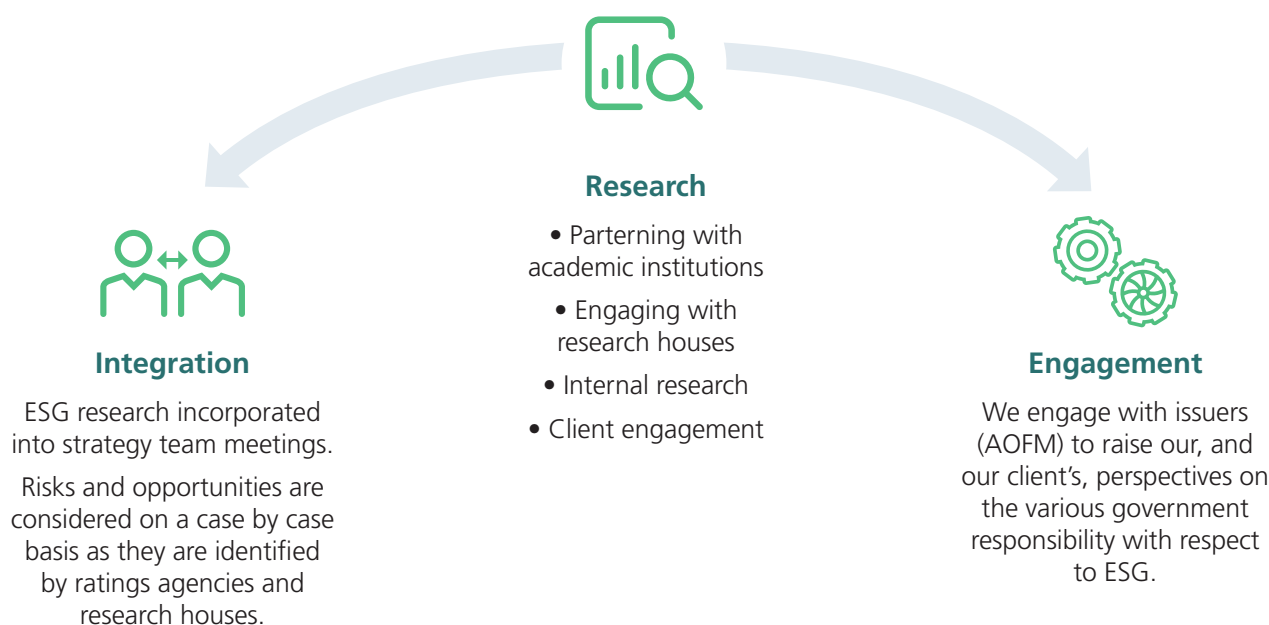 Research
• Parterning with
academic institutions
• Engaging with
research houses
• Internal research
• Client engagement
Integration
ESG research incorporated
into strategy team meetings.
Risks and opportunities are
considered on a case by case
basis as they are identified
by ratings agencies and
research houses.
Engagement
We engage with issuers
(AOFM) to raise our, and
our client’s, perspectives on
the various government
responsibility with respect
to ESG.